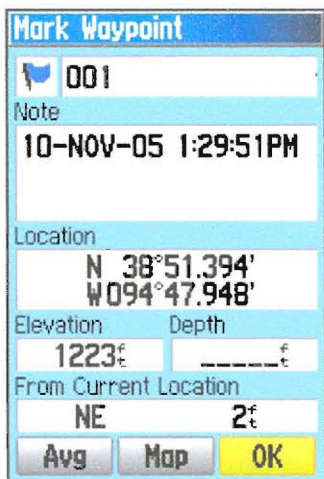 Mark Waypoint
001
Note
10-NOV-05 1:29:51PM
Location
N 38°51.394'
W094°47.948'
Elevation Depth
1223ft _____ft
From Current Location
NE 2ft
Avg Map OK